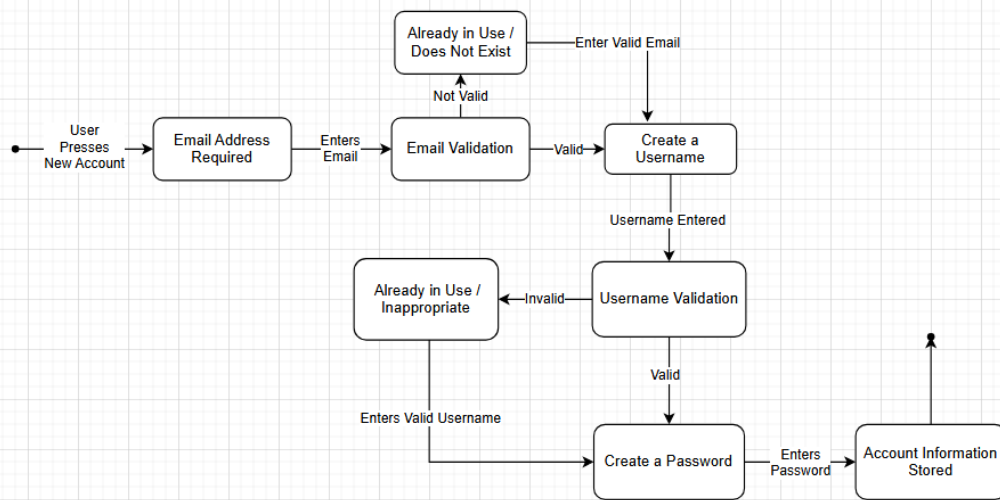 Already in Use /
Does Not Exist
Enter Valid Email
Not Valid
User
Presses
New Account
Email Address
Required
Enters
Email
Email Validation
Valid
Create a
Username
Username Entered
Already in Use /
Inappropriate
Invalid
Username Validation
Valid
Enters Valid Username
Create a Password
Enters
Password
Account Information
Stored